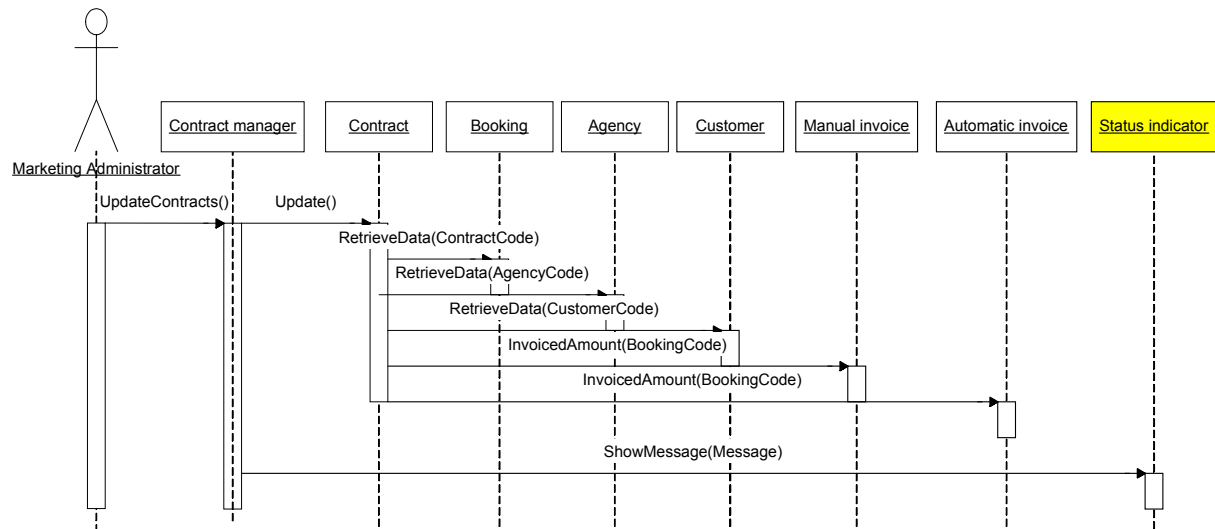 Contract manager
Contract
Booking
Agency
Customer
Manual invoice
Automatic invoice
Status indicator
Marketing Administrator
UpdateContracts()
Update()
RetrieveData(ContractCode)
RetrieveData(AgencyCode)
RetrieveData(CustomerCode)
InvoicedAmount(BookingCode)
InvoicedAmount(BookingCode)
ShowMessage(Message)